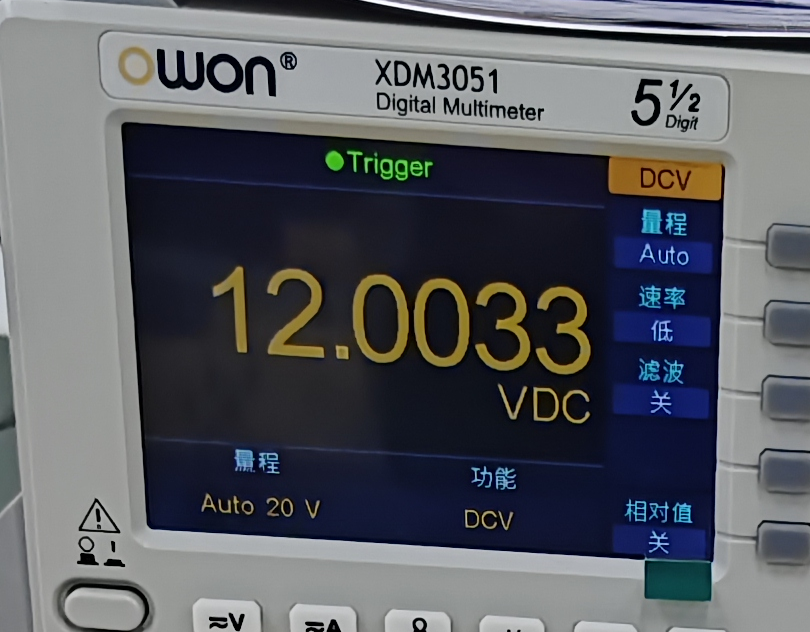 owon®
XDM3051
Digital Multimeter
5 1/2
Digit
Trigger
DCV
量程
Auto
速率
低
滤波
关
12.0033
VDC
量程
Auto 20 V
功能
DCV
相对值
关
≂V